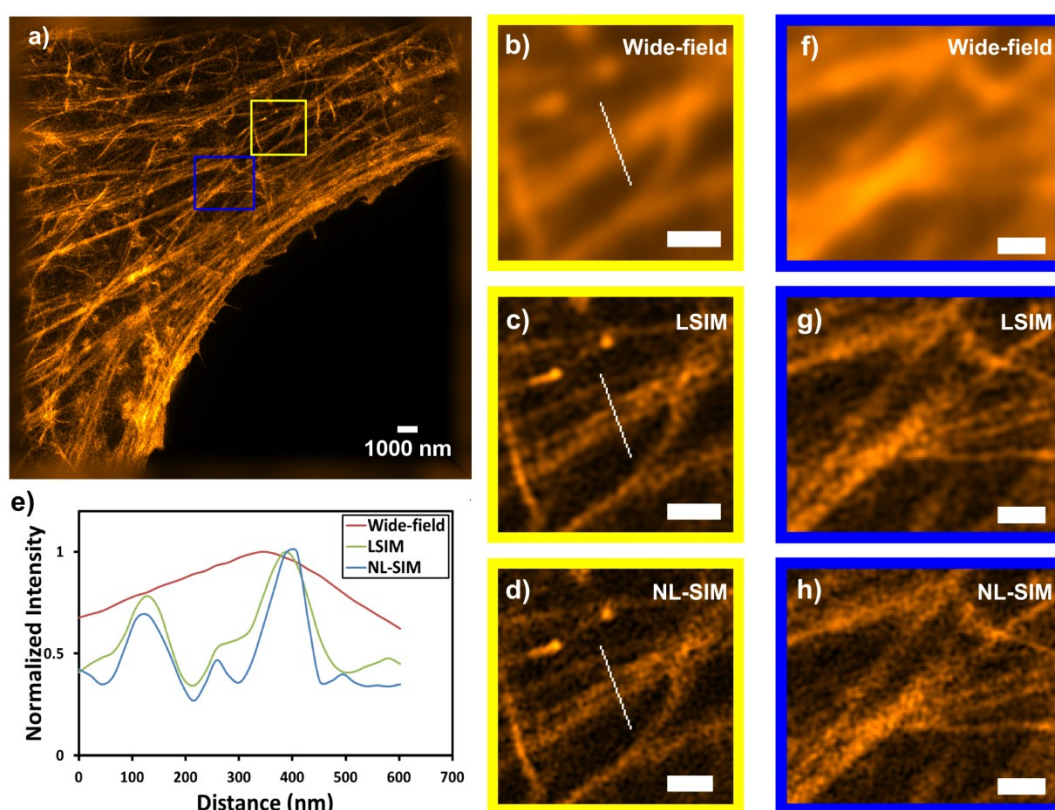 a)
1000 nm
b)
Wide-field
c)
LSIM
d)
NL-SIM
e)
Normalized Intensity
1
0.5
0
0 100 200 300 400 500 600 700
Distance (nm)
Wide-field
LSIM
NL-SIM
f)
Wide-field
g)
LSIM
h)
NL-SIM